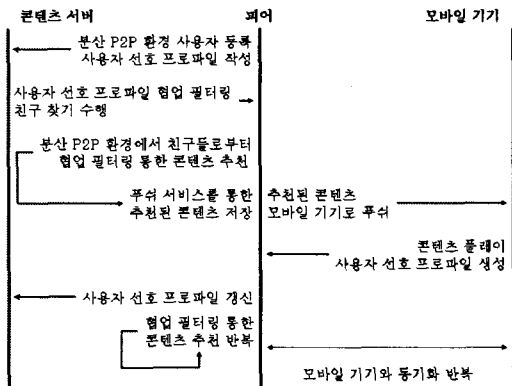 콘텐츠 서버
피어
모바일 기기
분산 P2P 환경 사용자 등록
사용자 선호 프로파일 작성
사용자 선호 프로파일 협업 필터링
친구 찾기 수행
분산 P2P 환경에서 친구들로부터
협업 필터링 통한 콘텐츠 추천
푸쉬 서비스를 통한
추천된 콘텐츠 저장
추천된 콘텐츠
모바일 기기로 푸쉬
콘텐츠 플레이
사용자 선호 프로파일 생성
사용자 선호 프로파일 갱신
협업 필터링 통한
콘텐츠 추천 반복
모바일 기기와 동기화 반복